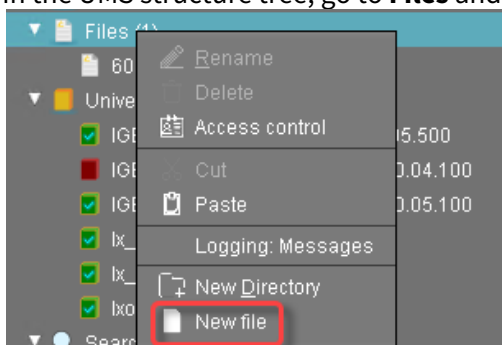 In the UMS structure tree, go to Files and
Files (1)
60
Rename
Unive
Delete
IGE
Access control
05.500
IGE
Cut
0.04.100
IGE
Paste
0.05.100
lx_
Logging: Messages
lx_
New Directory
lxo
New file
Searc